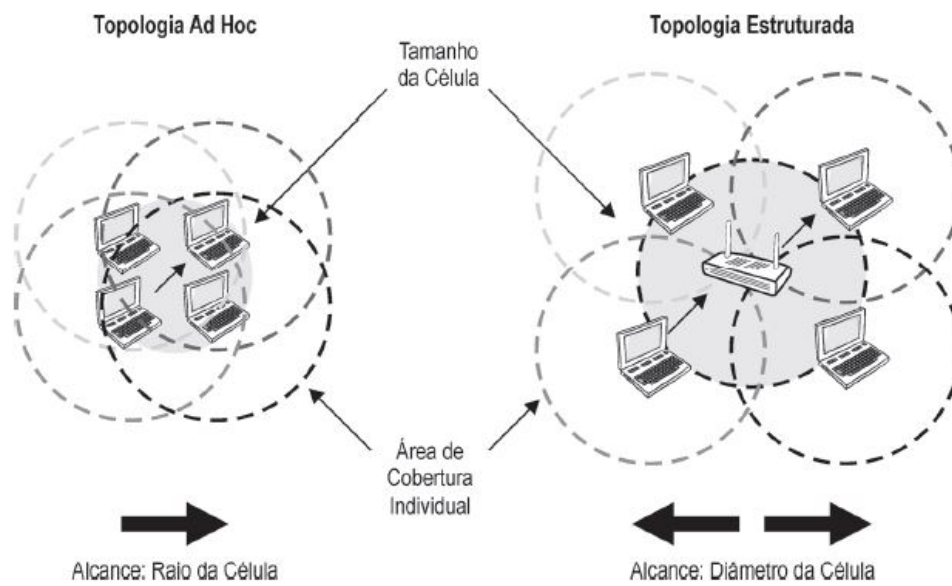 Topologia Ad Hoc
Topologia Estruturada
Tamanho
da Célula
Área de
Cobertura
Individual
Alcance: Raio da Célula
Alcance: Diâmetro da Célula